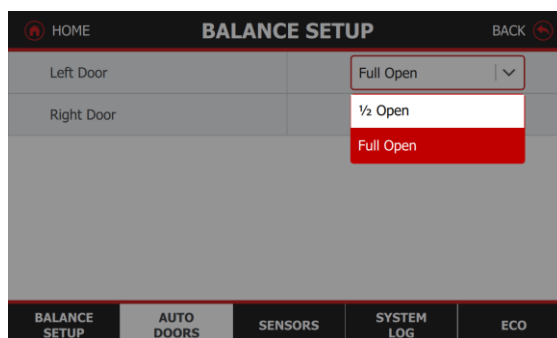 HOME
BALANCE SETUP
BACK
Left Door
Full Open
Right Door
½ Open
Full Open
BALANCE
SETUP
AUTO
DOORS
SENSORS
SYSTEM
LOG
ECO